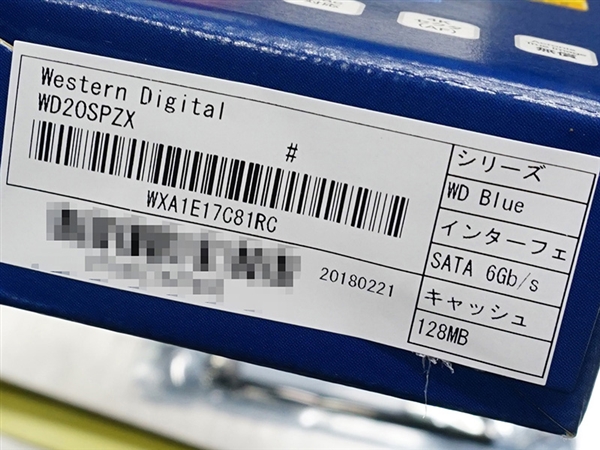 Western Digital
WD20SPZX
#
WXA1E17C81RC
20180221
シリーズ
WD Blue
インターフェ
SATA 6Gb/s
キャッシュ
128MB